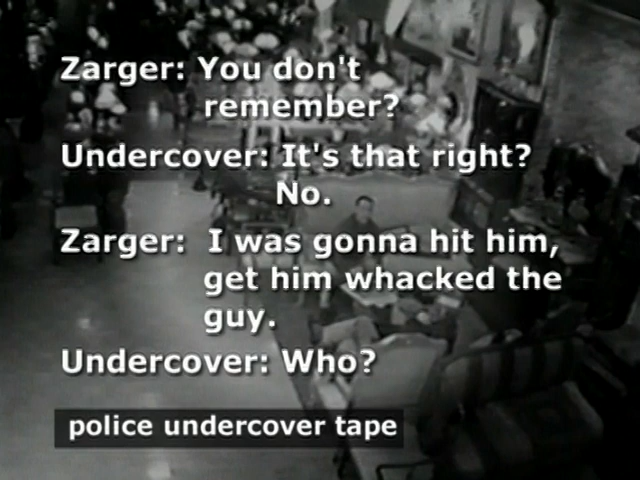 Zarger: You don't
remember?
Undercover: It's that right?
No.
Zarger: I was gonna hit him,
get him whacked the
guy.
Undercover: Who?
police undercover tape